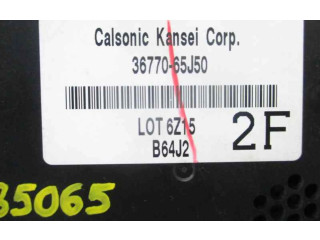 Calsonic Kansei Corp.
36770-65J50
LOT 6Z15
2F
B64J2
35065